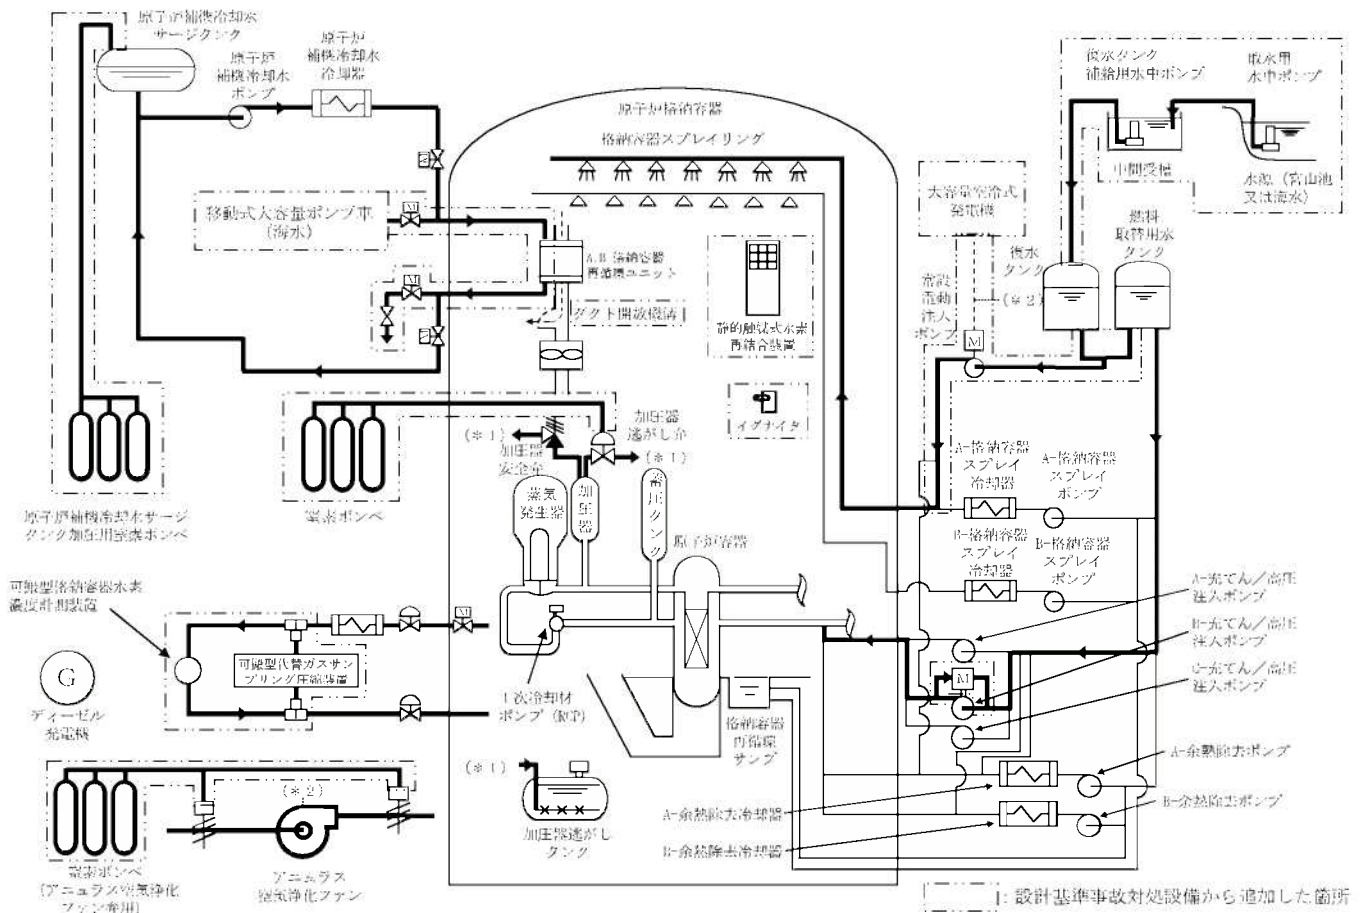 原子炉補機冷却水
サージタンク
原子炉
補機冷却水
ポンプ
原子炉
補機冷却水
冷却器
原子炉格納容器
格納容器スプレイリング
復水タンク
補給用水中ポンプ
取水用
水中ポンプ
中間受槽
水源（宮山池
又は海水）
大容量空冷式
発電機
燃料
取替用水
タンク
復水
タンク
(＊2)
常設
電動
注入
ポンプ
M
移動式大容量ポンプ車
(海水)
M
M
A,B 格納容器
再循環ユニット
ダクト開放機構
静的触媒式水素
再結合装置
イグナイタ
(＊1)
加圧器
安全弁
加圧器
逃がし弁
(＊1)
窒素ボンベ
原子炉補機冷却水サージ
タンク加圧用窒素ボンベ
蒸気
発生器
加圧器
蓄圧タンク
原子炉容器
A-格納容器
スプレイ
冷却器
A-格納容器
スプレイ
ポンプ
B-格納容器
スプレイ
冷却器
B-格納容器
スプレイ
ポンプ
A-充てん／高圧
注入ポンプ
B-充てん／高圧
注入ポンプ
C-充てん／高圧
注入ポンプ
M
可搬型格納容器水素
濃度計測装置
M
可搬型代替ガスサン
プリング圧縮装置
G
ディーゼル
発電機
1次冷却材
ポンプ (RCP)
格納容器
再循環
サンプ
A-余熱除去ポンプ
B-余熱除去ポンプ
A-余熱除去冷却器
B-余熱除去冷却器
(＊1)
加圧器逃がし
タンク
(＊2)
窒素ボンベ
(アニュラス空気浄化
ファン弁用)
アニュラス
空気浄化ファン
：設計基準事故対処設備から追加した箇所